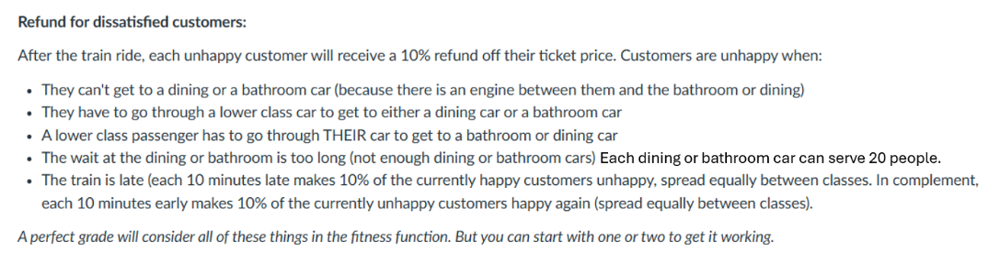 Refund for dissatisfied customers:
After the train ride, each unhappy customer will receive a 10% refund off their ticket price. Customers are unhappy when:
• They can't get to a dining or a bathroom car (because there is an engine between them and the bathroom or dining)
• They have to go through a lower class car to get to either a dining car or a bathroom car
• A lower class passenger has to go through THEIR car to get to a bathroom or dining car
• The wait at the dining or bathroom is too long (not enough dining or bathroom cars) Each dining or bathroom car can serve 20 people.
• The train is late (each 10 minutes late makes 10% of the currently happy customers unhappy, spread equally between classes. In complement,
each 10 minutes early makes 10% of the currently unhappy customers happy again (spread equally between classes).
A perfect grade will consider all of these things in the fitness function. But you can start with one or two to get it working.